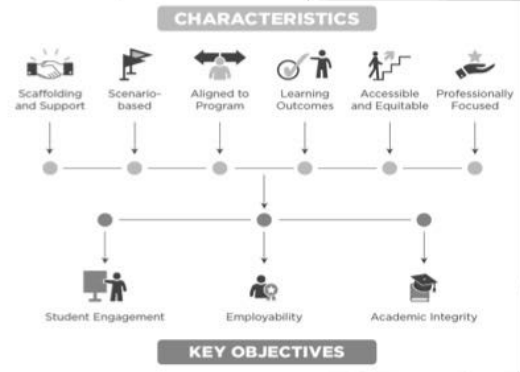 CHARACTERISTICS
Scaffolding
and Support
Scenario-
based
Aligned to
Program
Learning
Outcomes
Accessible
and Equitable
Professionally
Focused
Student Engagement
Employability
Academic Integrity
KEY OBJECTIVES